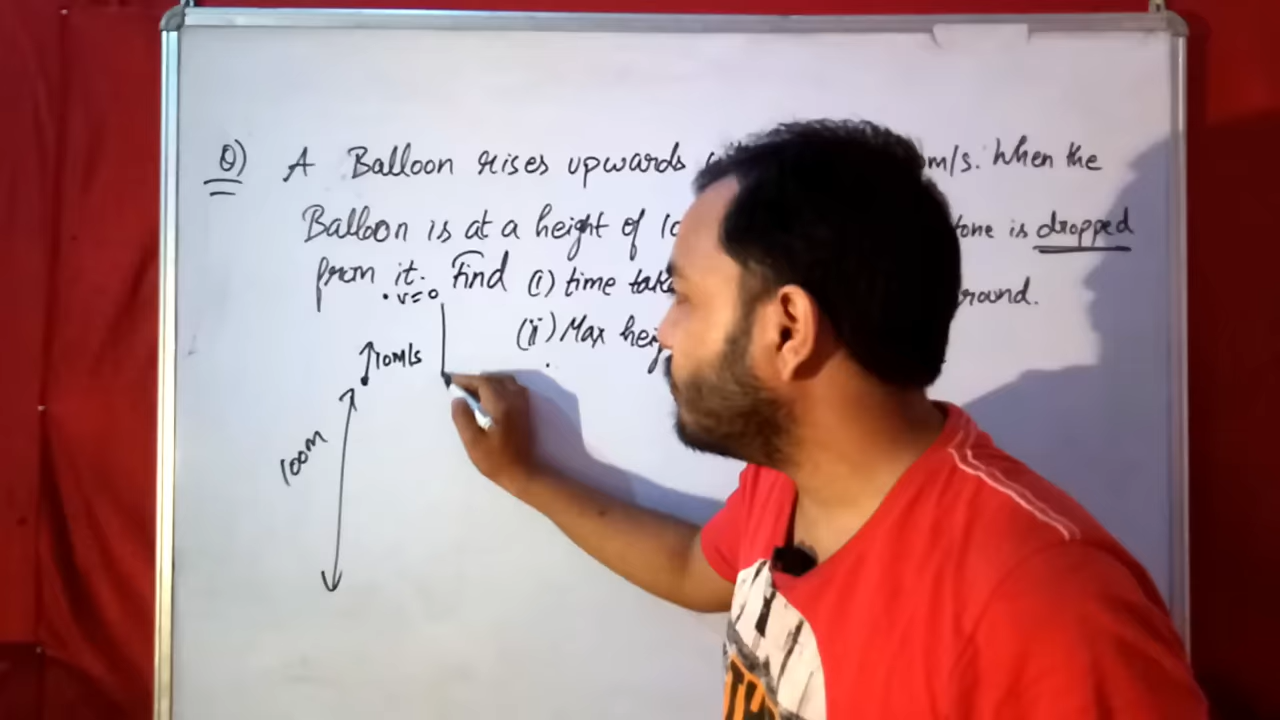 Q) A Balloon rises upwards m/s. When the
Balloon is at a height of tone is dropped
from it. Find (i) time tak round.
(ii) Max hei
v=0
10m/s
100m